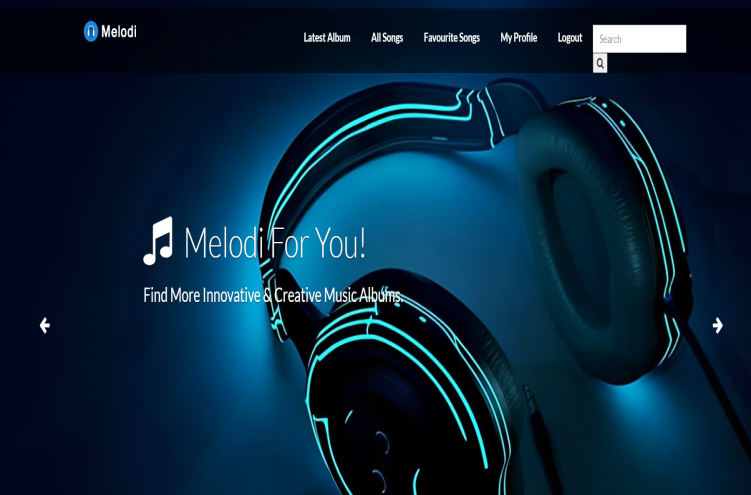 Melodi
Latest Album All Songs Favourite Songs My Profile Logout Search
Melodi For You!
Find More Innovative & Creative Music Albums.